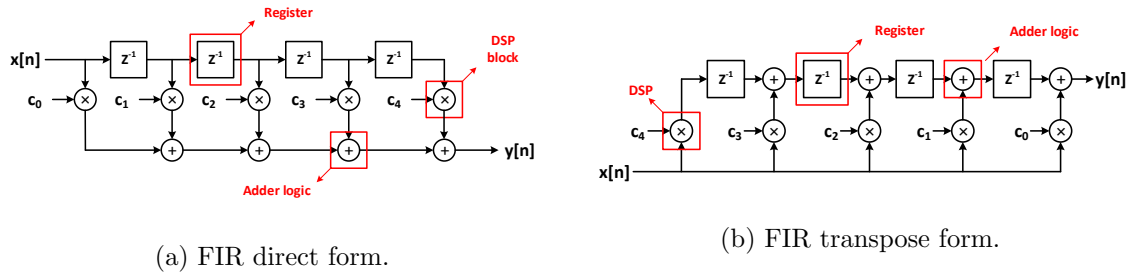 Register
DSP
block
x[n]
Z⁻¹
Z⁻¹
Z⁻¹
Z⁻¹
c₀
×
c₁
×
c₂
×
c₃
×
c₄
×
+
+
+
+
y[n]
Adder logic
(a) FIR direct form.
Register
Adder logic
Z⁻¹
+
Z⁻¹
+
Z⁻¹
+
Z⁻¹
+
y[n]
DSP
c₄
×
c₃
×
c₂
×
c₁
×
c₀
×
x[n]
(b) FIR transpose form.